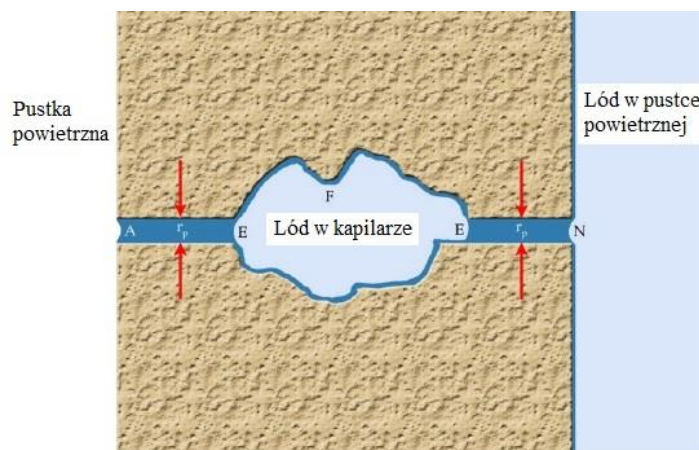 Pustka
powietrzna
Lód w pustce
powietrznej
F
A
r_p
E
Lód w kapilarze
E
r_p
N